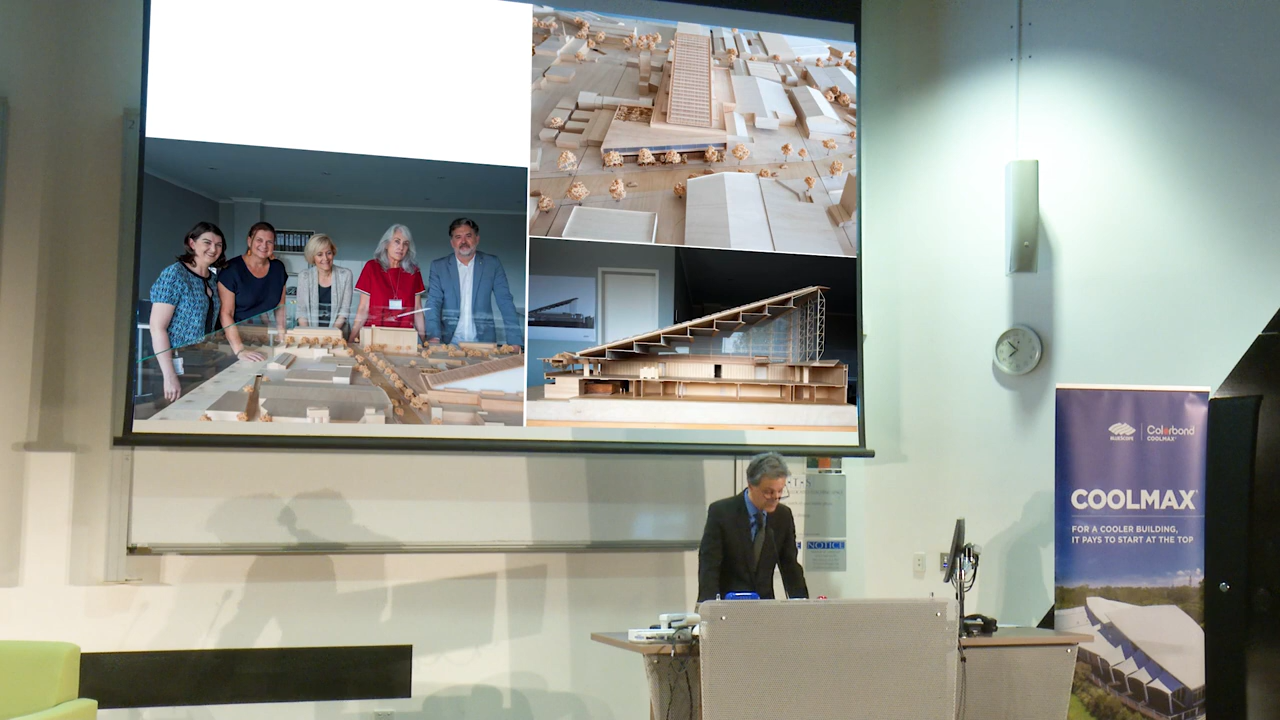 BLUESCOPE
Colorbond
COOLMAX
COOLMAX
FOR A COOLER BUILDING,
IT PAYS TO START AT THE TOP
NOTICE